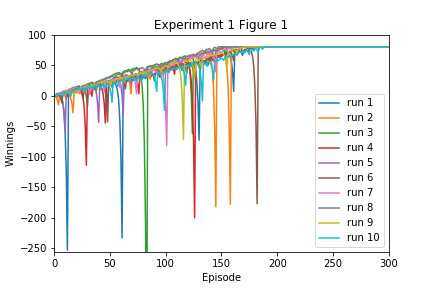 Experiment 1 Figure 1
100
50
0
−50
−100
−150
−200
−250
Winnings
0 50 100 150 200 250 300
Episode
run 1
run 2
run 3
run 4
run 5
run 6
run 7
run 8
run 9
run 10